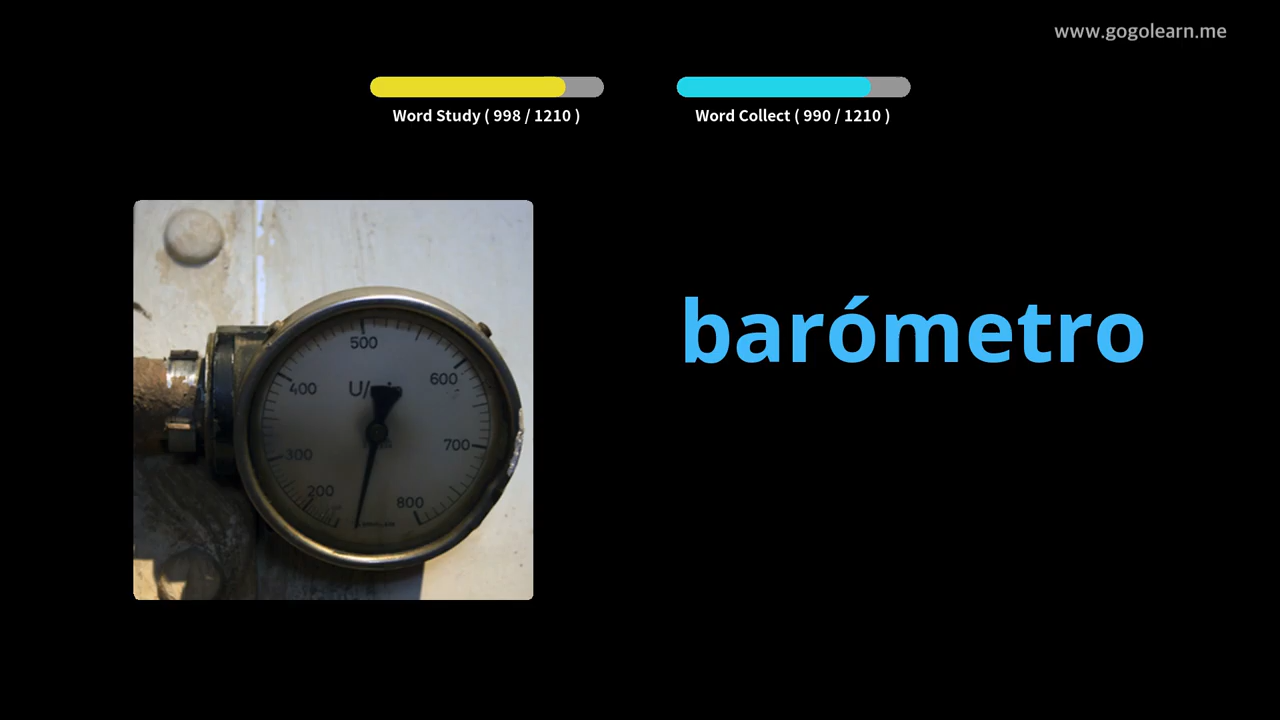 www.gogolearn.me
Word Study ( 998 / 1210 )
Word Collect ( 990 / 1210 )
barómetro
500
400
600
300
700
200
800